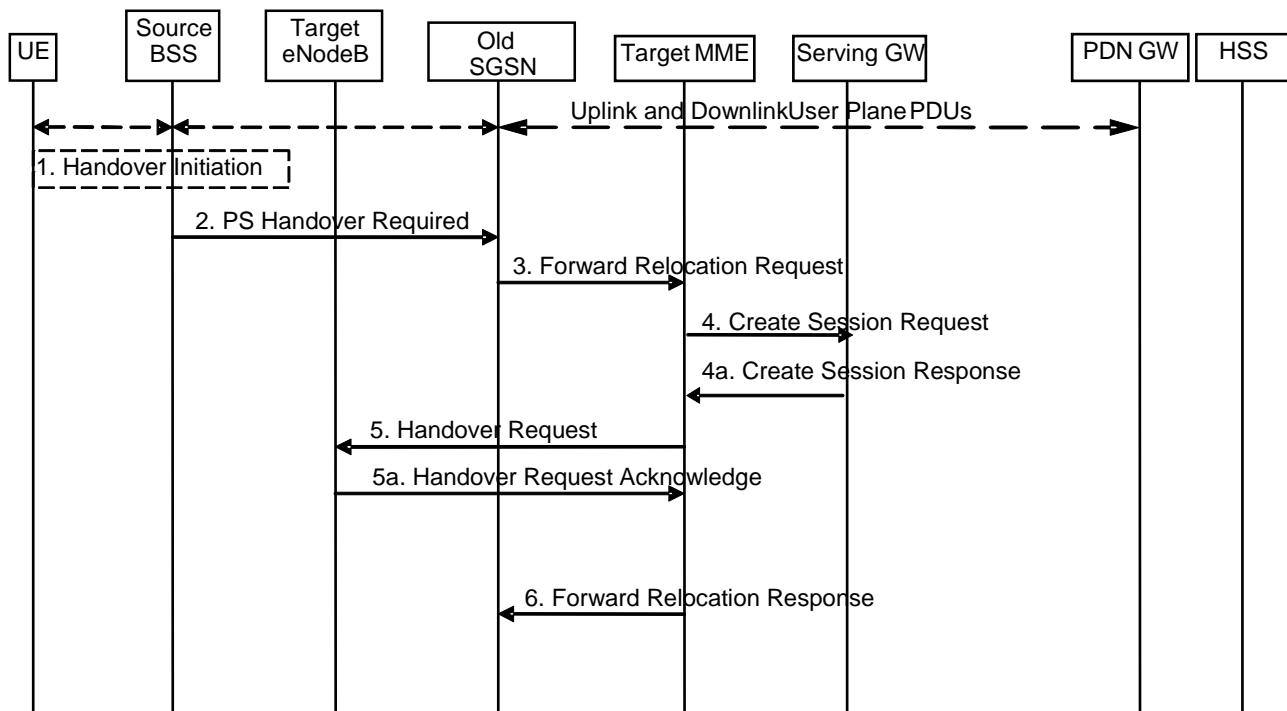 UE
Source
BSS
Target
eNodeB
Old
SGSN
Target MME
Serving GW
PDN GW
HSS
Uplink and Downlink User Plane PDUs
1. Handover Initiation
2. PS Handover Required
3. Forward Relocation Request
4. Create Session Request
4a. Create Session Response
5. Handover Request
5a. Handover Request Acknowledge
6. Forward Relocation Response